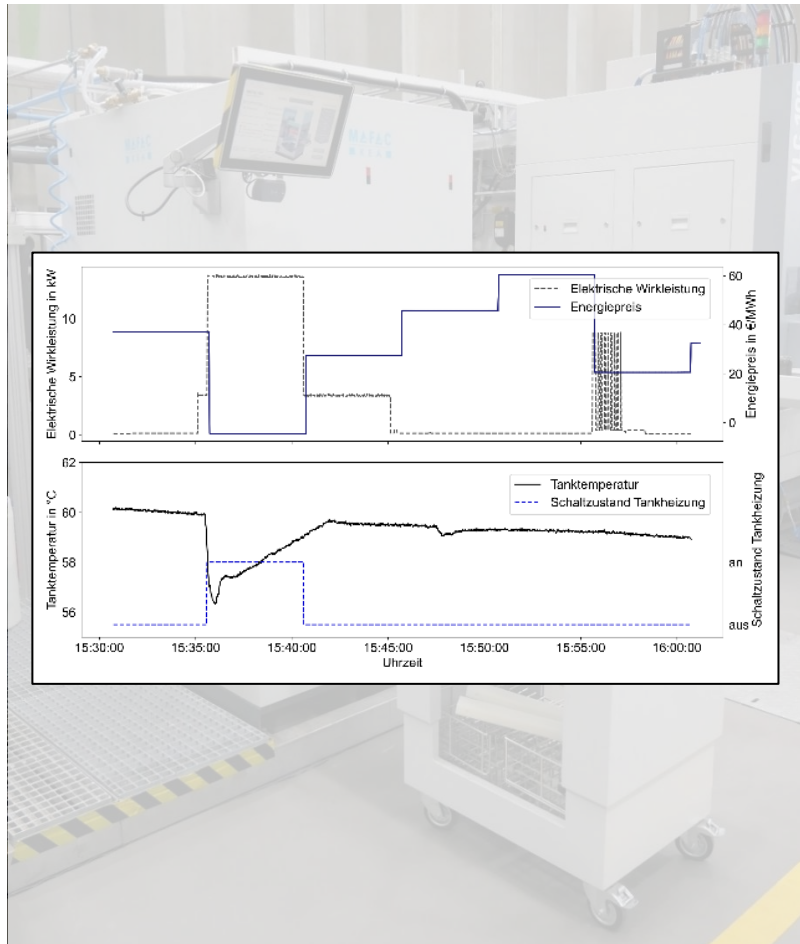 Elektrische Wirkleistung in kW
10
5
0
Elektrische Wirkleistung
Energiepreis
60
40
20
0
Energiepreis in €/MWh
Tanktemperatur in °C
62
60
58
56
Tanktemperatur
Schaltzustand Tankheizung
an
aus
Schaltzustand Tankheizung
15:30:00 15:35:00 15:40:00 15:45:00 15:50:00 15:55:00 16:00:00
Uhrzeit